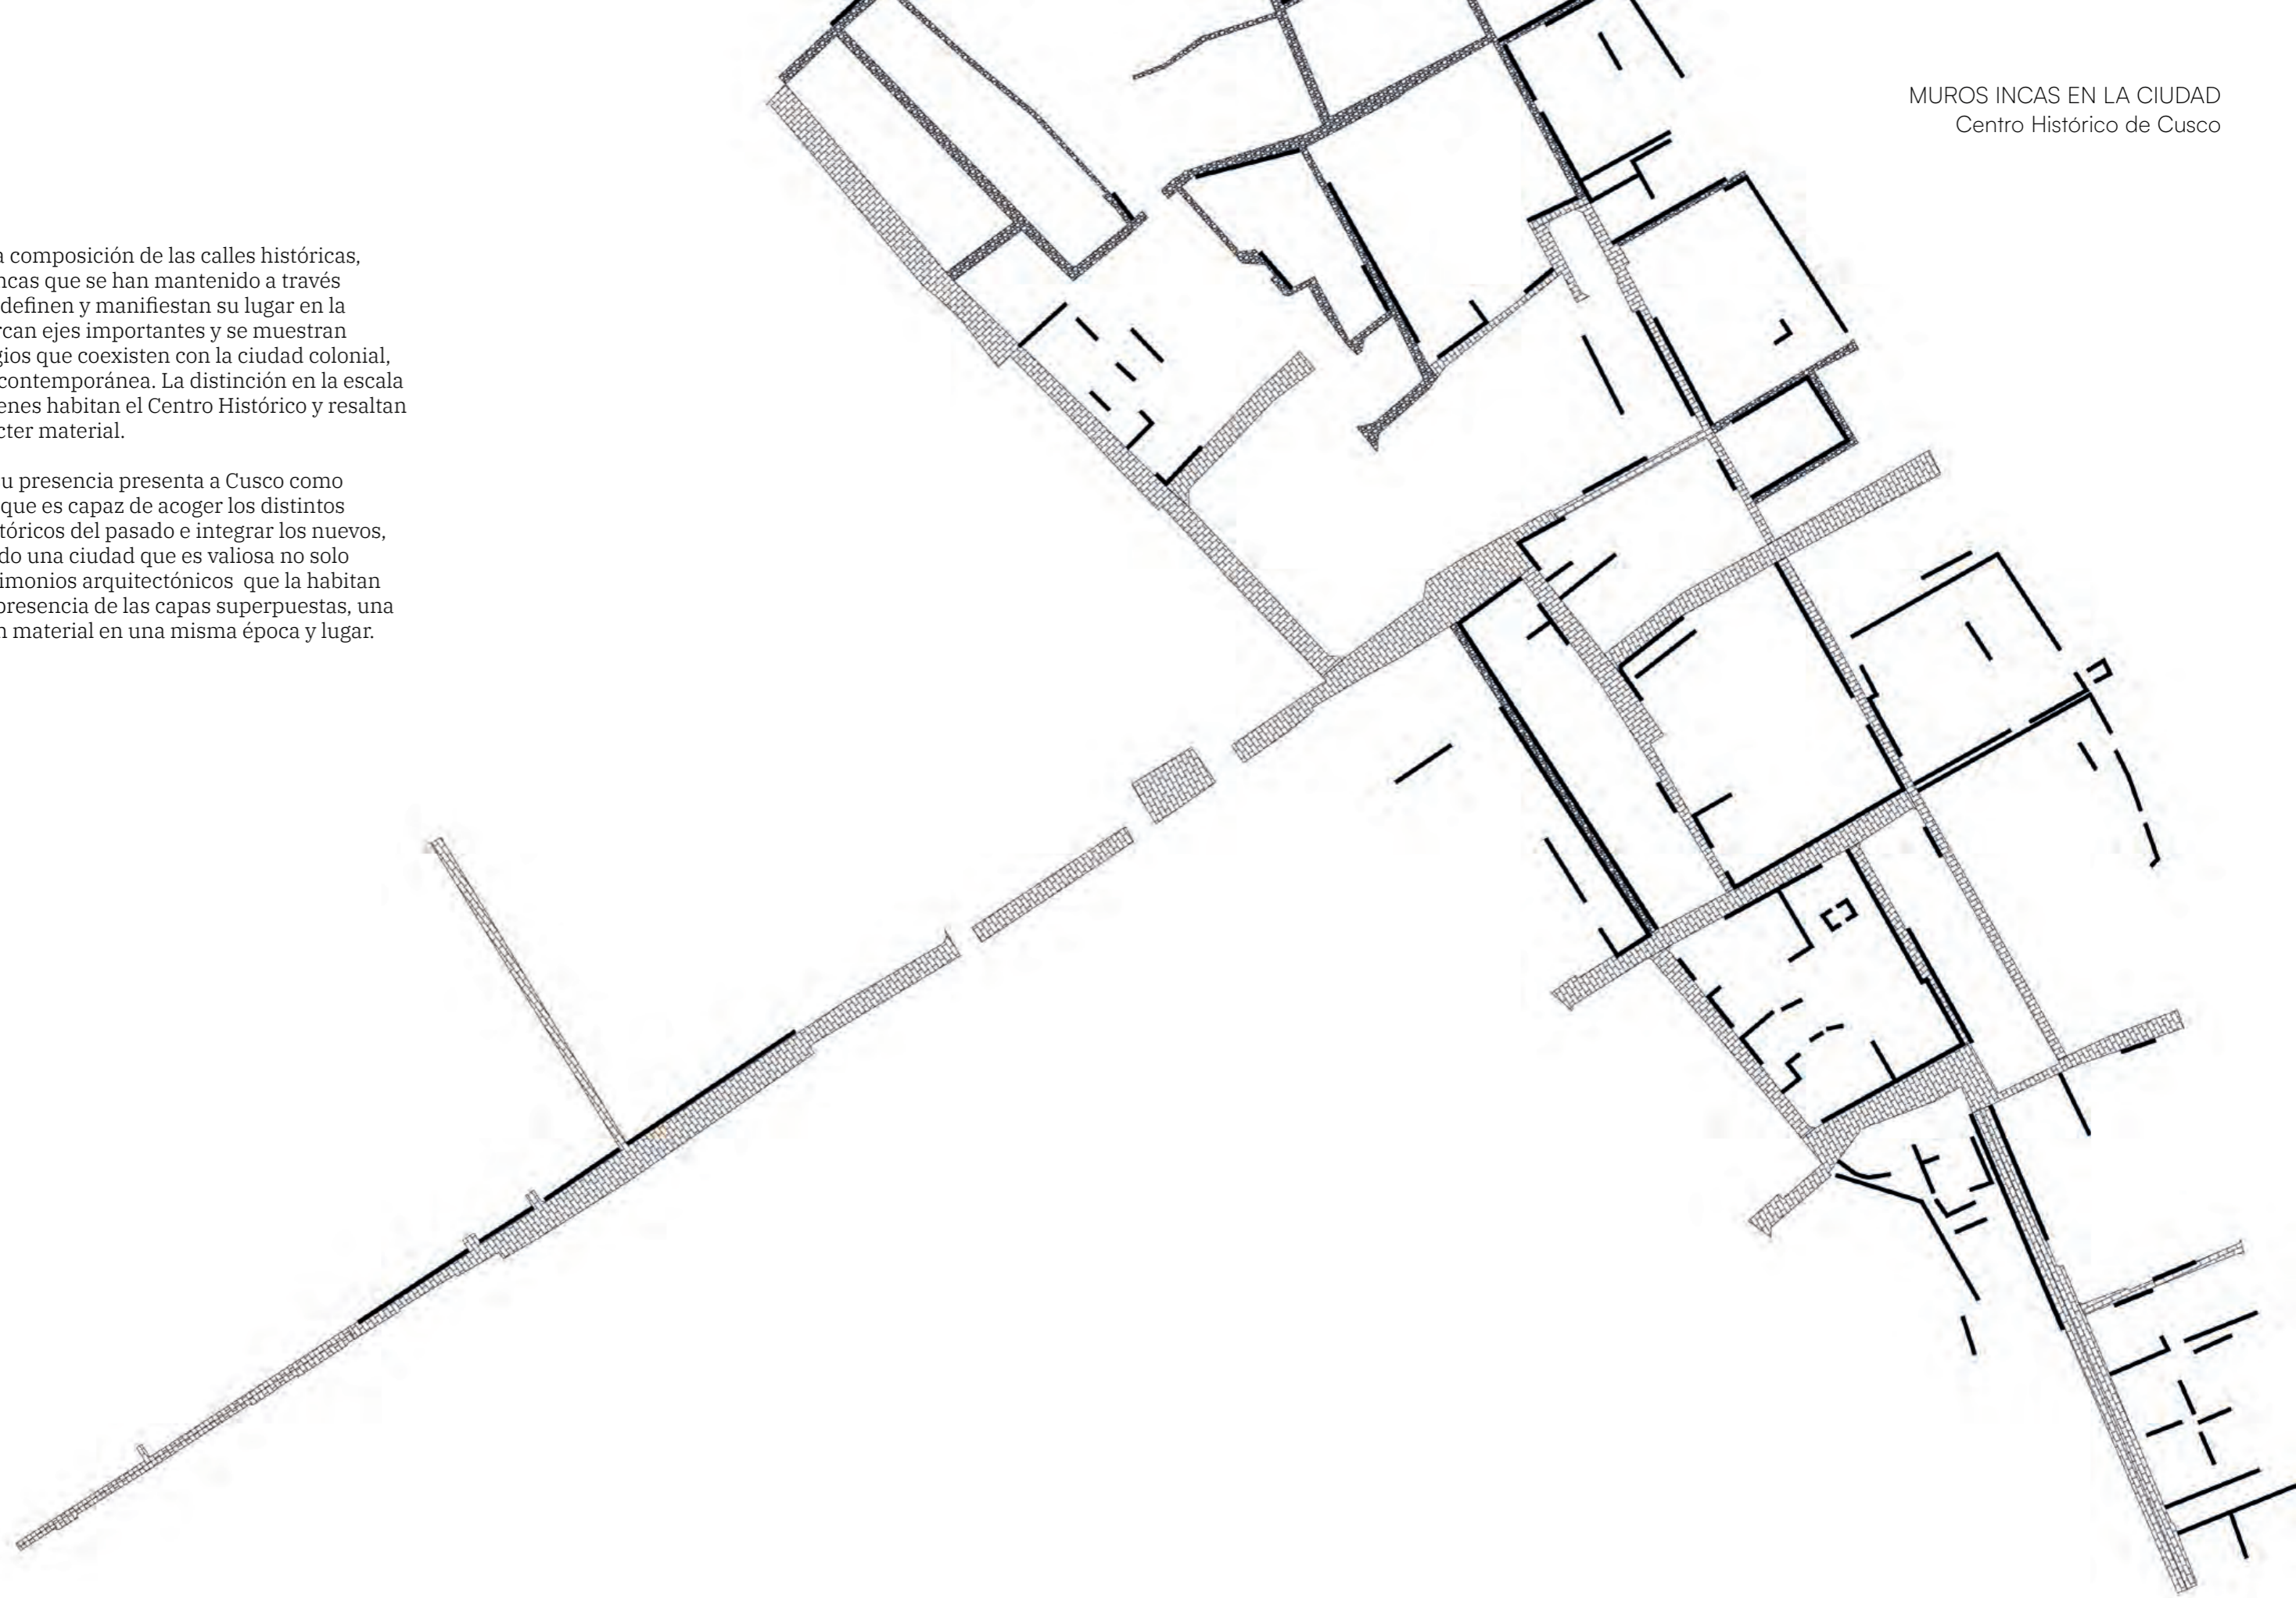 MUROS INCAS EN LA CIUDAD
Centro Histórico de Cusco
a composición de las calles históricas,
ncas que se han mantenido a través
definen y manifiestan su lugar en la
rcan ejes importantes y se muestran
gios que coexisten con la ciudad colonial,
contemporánea. La distinción en la escala
enes habitan el Centro Histórico y resaltan
cter material.
u presencia presenta a Cusco como
que es capaz de acoger los distintos
tóricos del pasado e integrar los nuevos,
do una ciudad que es valiosa no solo
imonios arquitectónicos que la habitan
presencia de las capas superpuestas, una
n material en una misma época y lugar.